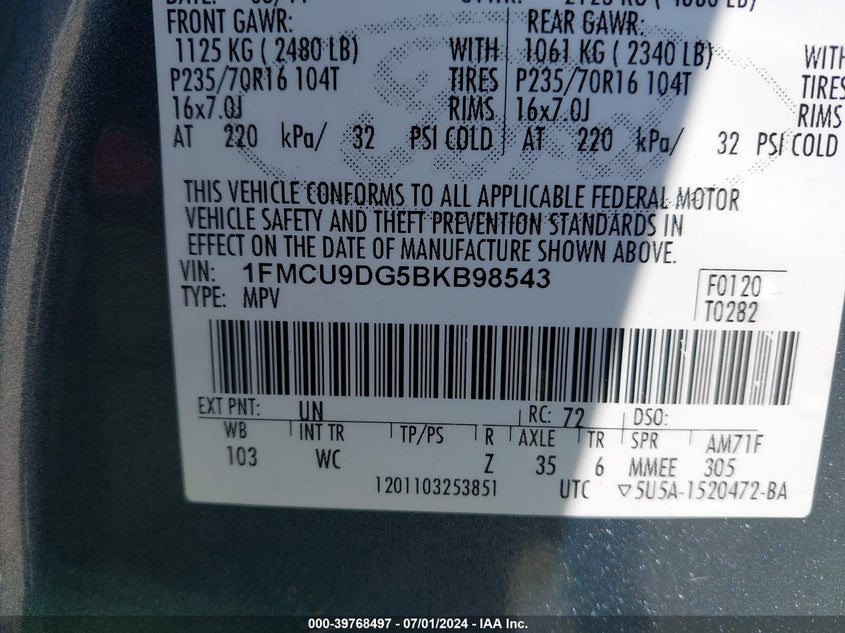 FRONT GAWR: REAR GAWR:
1125 KG ( 2480 LB) WITH 1061 KG ( 2340 LB) WITH
P235/70R16 104T TIRES P235/70R16 104T TIRES
16x7.0J RIMS 16x7.0J RIMS
AT 220 kPa/ 32 PSI COLD AT 220 kPa/ 32 PSI COLD
THIS VEHICLE CONFORMS TO ALL APPLICABLE FEDERAL MOTOR
VEHICLE SAFETY AND THEFT PREVENTION STANDARDS IN
EFFECT ON THE DATE OF MANUFACTURE SHOWN ABOVE.
VIN: 1FMCU9DG5BKB98543 F0120
TYPE: MPV T0282
EXT PNT: UN RC: 72 DSO:
WB INT TR TP/PS R AXLE TR SPR AM71F
103 WC Z 35 6 MMEE 305
1201103253851 UTC ▽5U5A-1520472-BA
000-39768497 - 07/01/2024 - IAA Inc.